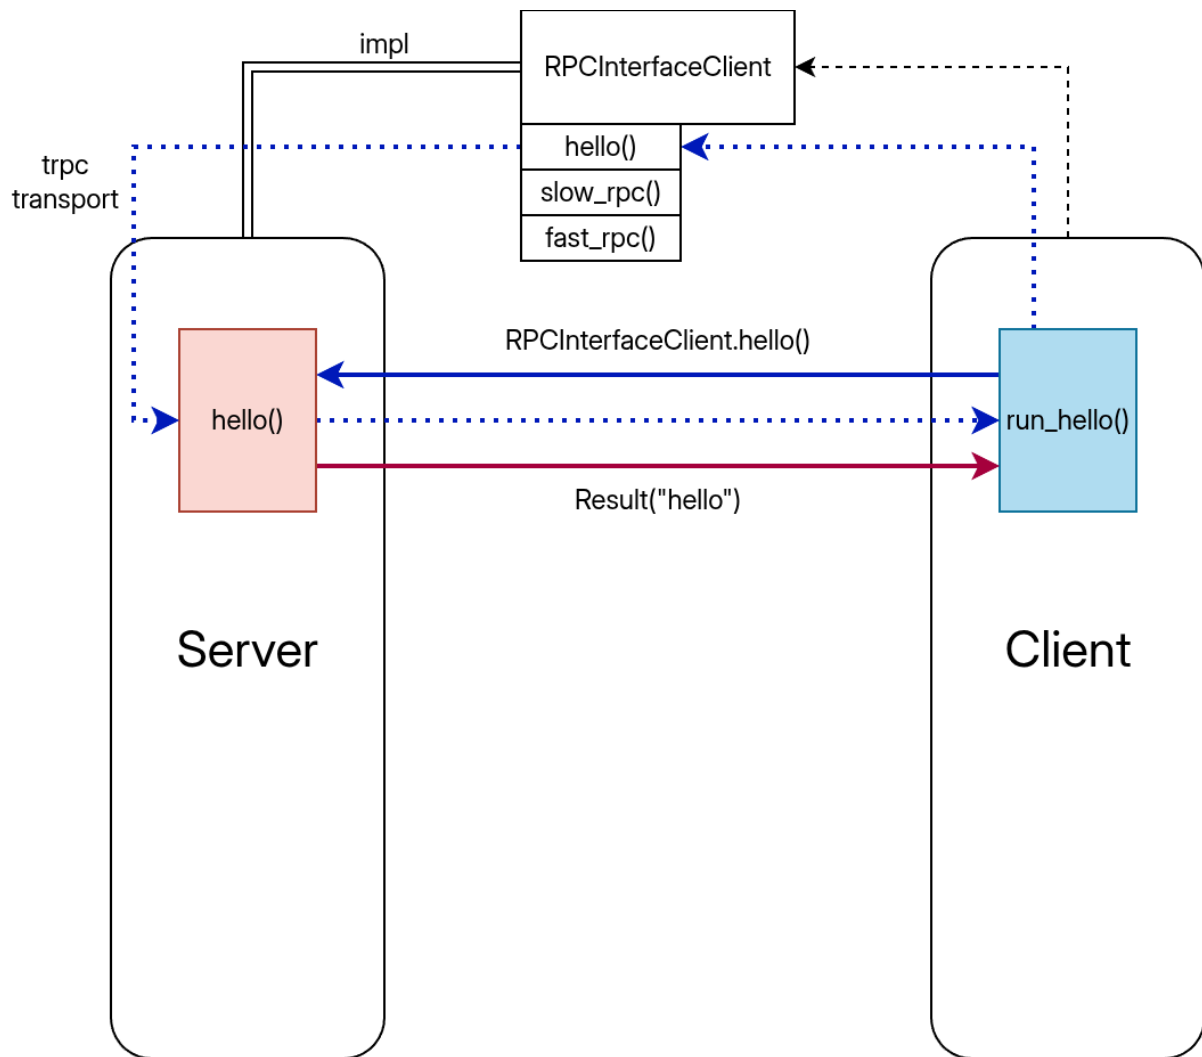 impl
RPCInterfaceClient
hello()
trpc
transport
slow_rpc()
fast_rpc()
RPCInterfaceClient.hello()
hello()
run_hello()
Result("hello")
Server
Client